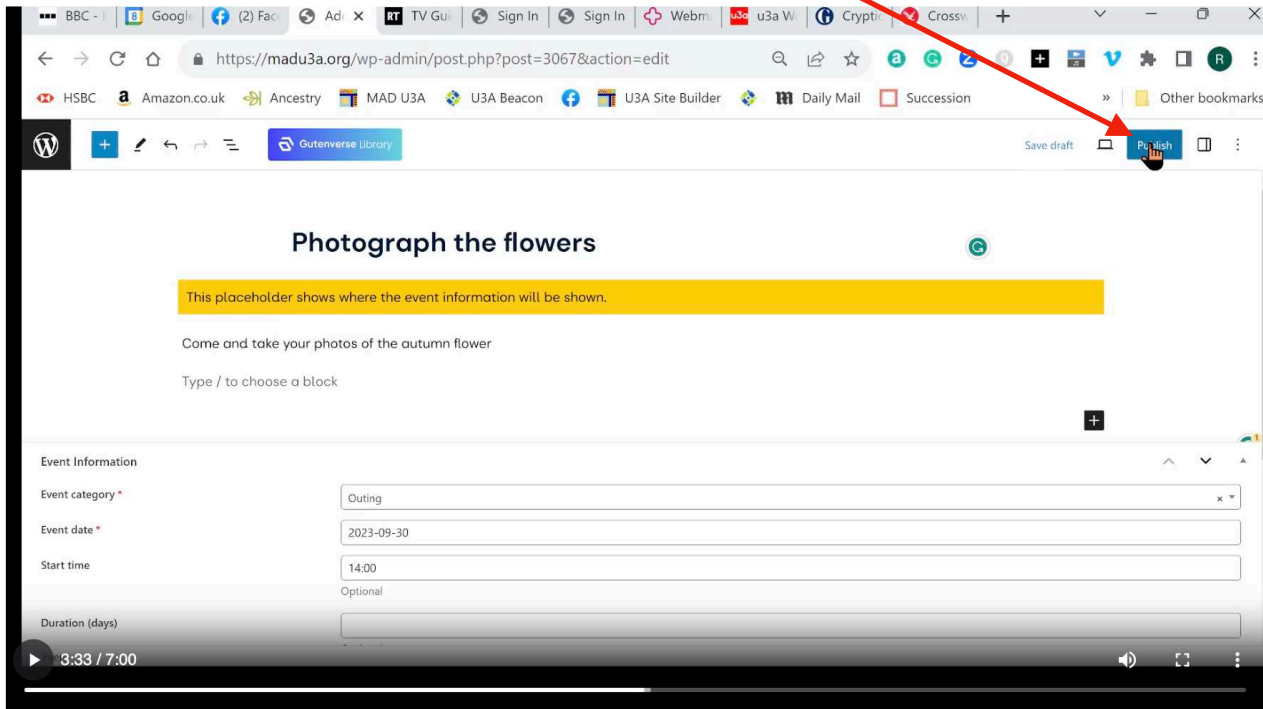 BBC - H 8 Google (2) Fac Ad RT TV Gui Sign In Sign In Webm u3a u3a W Cryptic Crossw
https://madu3a.org/wp-admin/post.php?post=3067&action=edit R
HSBC a Amazon.co.uk Ancestry MAD U3A U3A Beacon U3A Site Builder m Daily Mail Succession » Other bookmarks
Gutenverse Library Save draft Publish
Photograph the flowers
This placeholder shows where the event information will be shown.
Come and take your photos of the autumn flower
Type / to choose a block
Event Information
Event category *
Outing
Event date *
2023-09-30
Start time
14:00
Optional
Duration (days)
3:33 / 7:00